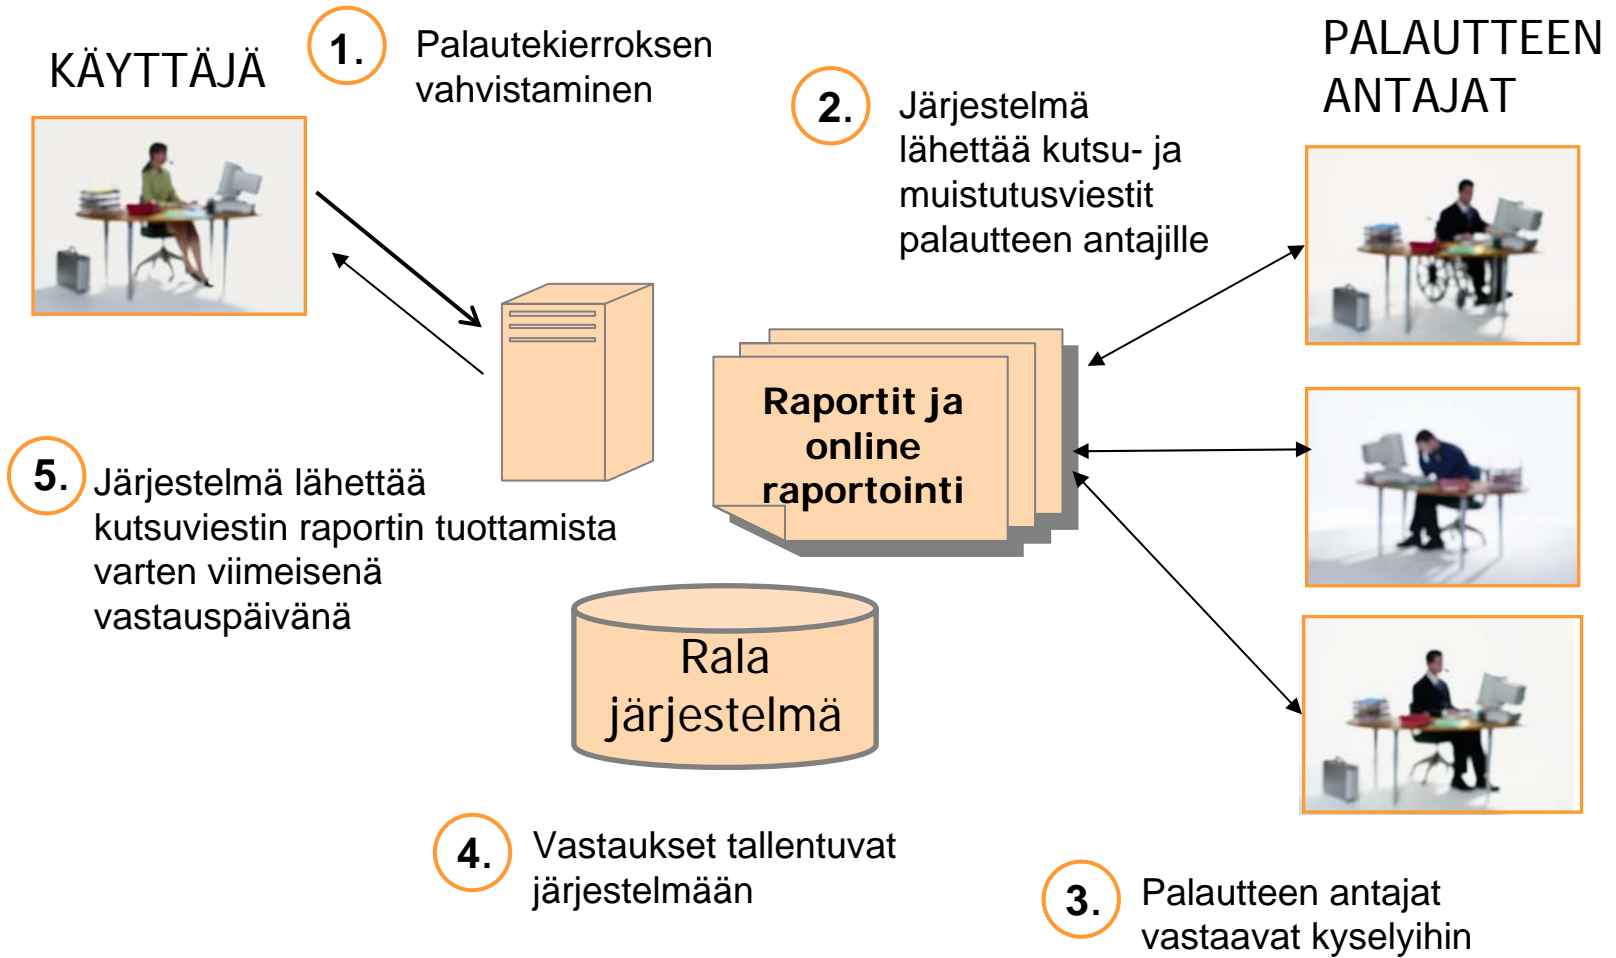 KÄYTTÄJÄ
1.
Palautekierroksen
vahvistaminen
2.
Järjestelmä
lähettää kutsu- ja
muistutusviestit
palautteen antajille
PALAUTTEEN
ANTAJAT
Raportit ja
online
raportointi
5.
Järjestelmä lähettää
kutsuviestin raportin tuottamista
varten viimeisenä
vastauspäivänä
Rala
järjestelmä
4.
Vastaukset tallentuvat
järjestelmään
3.
Palautteen antajat
vastaavat kyselyihin